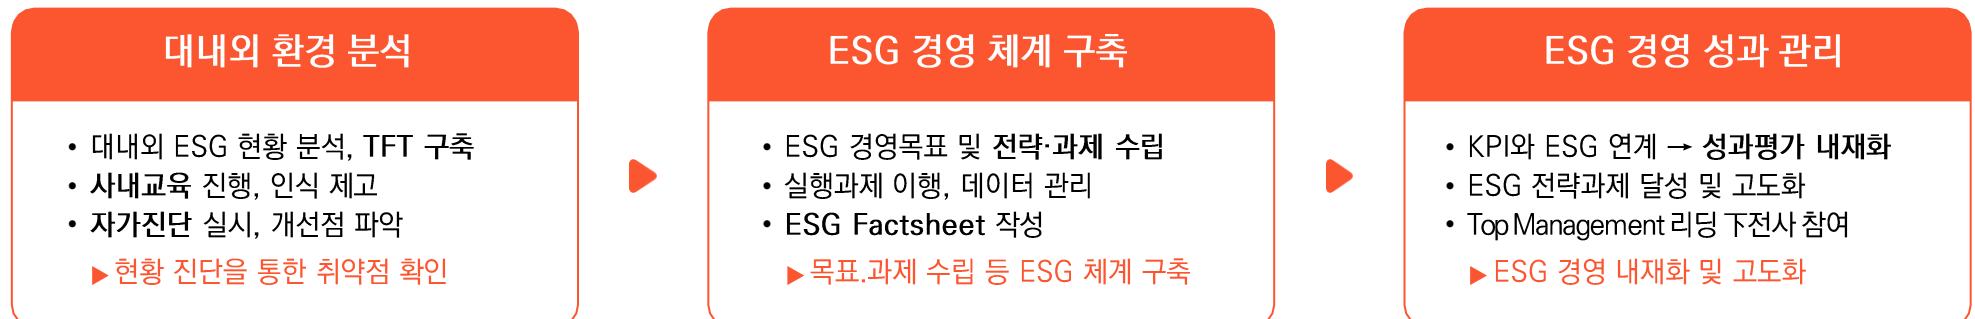 대내외 환경 분석
• 대내외 ESG 현황 분석, TFT 구축
• 사내교육 진행, 인식 제고
• 자가진단 실시, 개선점 파악
▶ 현황 진단을 통한 취약점 확인
ESG 경영 체계 구축
• ESG 경영목표 및 전략·과제 수립
• 실행과제 이행, 데이터 관리
• ESG Factsheet 작성
▶ 목표.과제 수립 등 ESG 체계 구축
ESG 경영 성과 관리
• KPI와 ESG 연계 → 성과평가 내재화
• ESG 전략과제 달성 및 고도화
• Top Management 리딩 下전사 참여
▶ ESG 경영 내재화 및 고도화